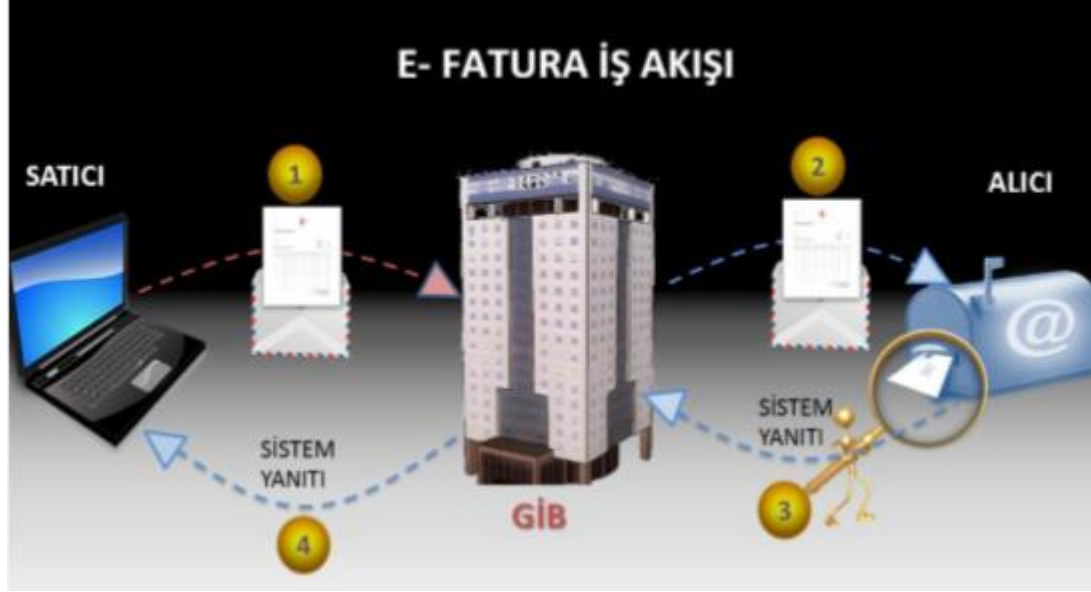 E- FATURA İŞ AKIŞI
SATICI
1
2
ALICI
@
SİSTEM
YANITI
SİSTEM
YANITI
3
GİB
4